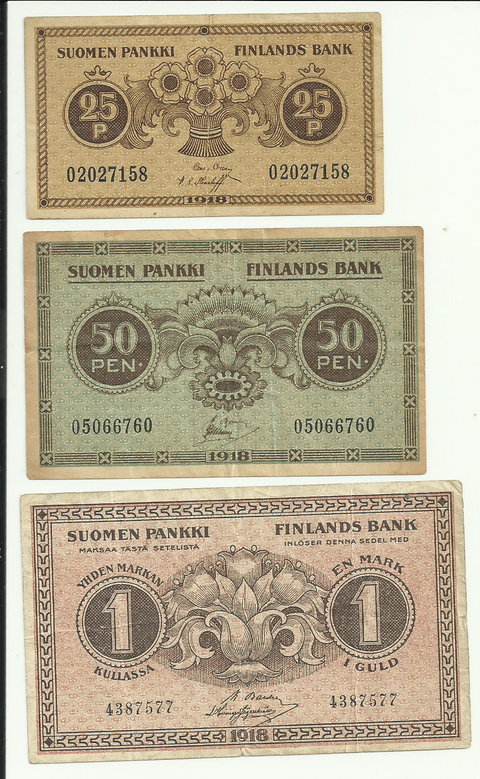 SUOMEN PANKKI FINLANDS BANK
25 P 25 P
02027158 02027158
1918
SUOMEN PANKKI FINLANDS BANK
50 PEN. 50 PEN.
05066760 05066760
1918
SUOMEN PANKKI FINLANDS BANK
MAKSAA TÄSTÄ SETELISTÄ INLÖSER DENNA SEDEL MED
YHDEN MARKAN EN MARK
1 1
KULLASSA I GULD
4387577 4387577
1918